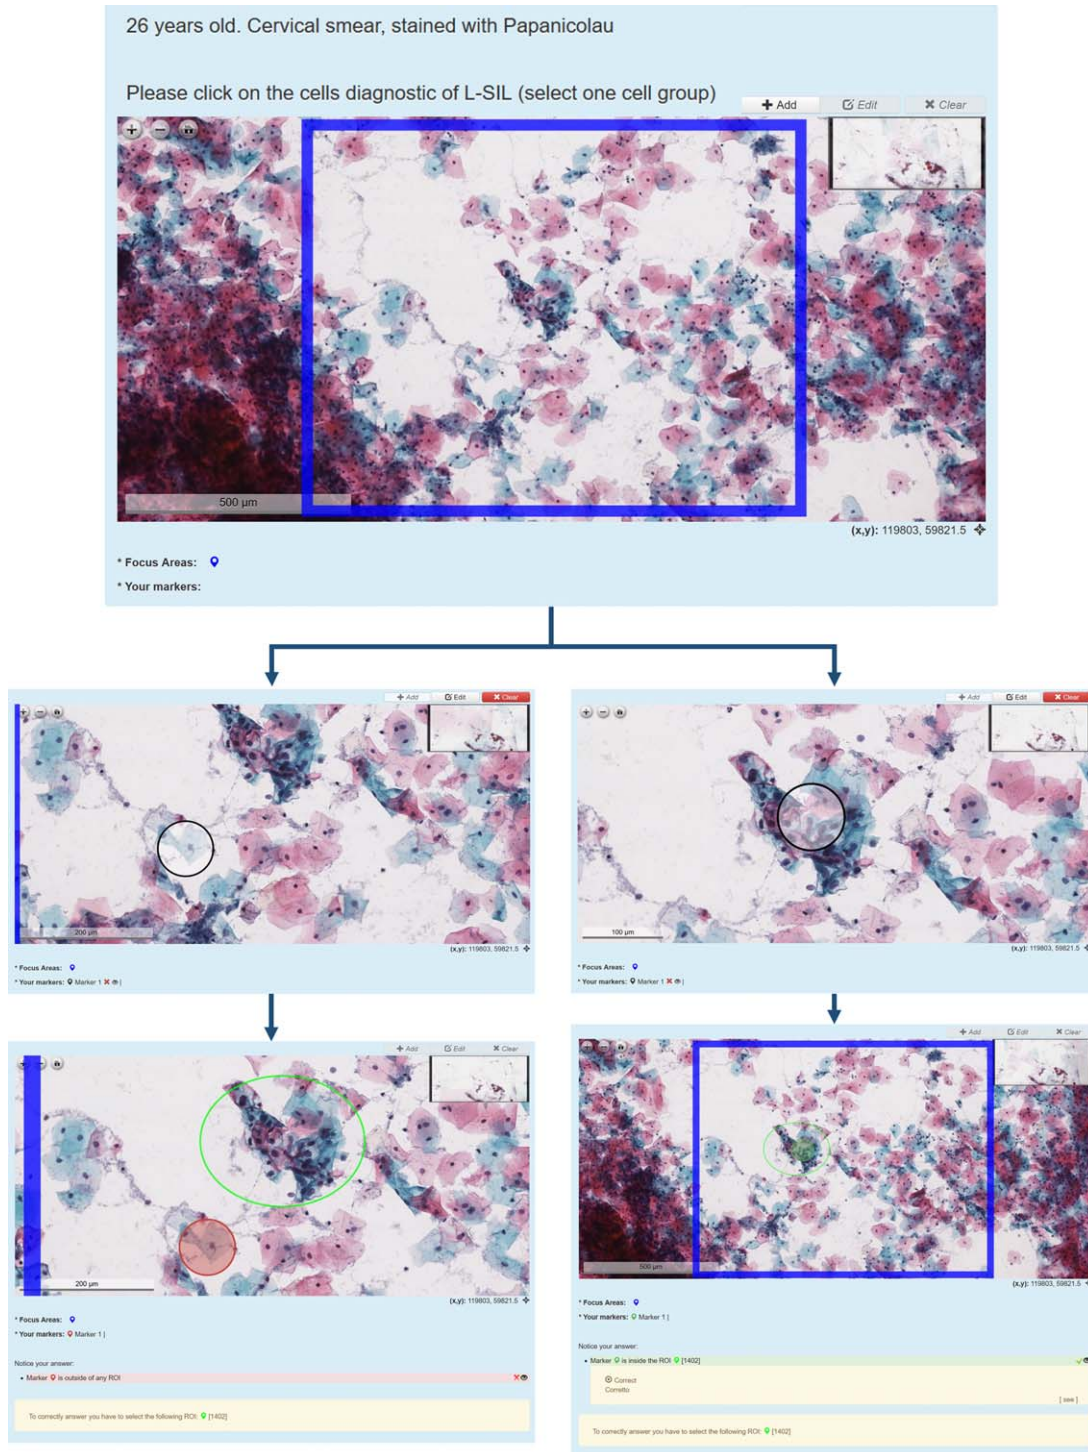 26 years old. Cervical smear, stained with Papanicolau
Please click on the cells diagnostic of L-SIL (select one cell group)
Add Edit Clear
500 µm
(x,y): 119803, 59821.5
* Focus Areas:
* Your markers:
Add Edit Clear
200 µm
(x,y): 119803, 59821.5
* Focus Areas:
* Your markers: Marker 1 |
Add Edit Clear
100 µm
(x,y): 119803, 59821.5
* Focus Areas:
* Your markers: Marker 1 |
Add Edit Clear
200 µm
(x,y): 119803, 59821.5
* Focus Areas:
* Your markers: Marker 1 |
Notice your answer:
• Marker is outside of any ROI
To correctly answer you have to select the following ROI: [1402]
Add Edit Clear
500 µm
(x,y): 119803, 59821.5
* Focus Areas:
* Your markers: Marker 1 |
Notice your answer:
• Marker is inside the ROI [1402]
Correct
Corretto
[ see ]
To correctly answer you have to select the following ROI: [1402]